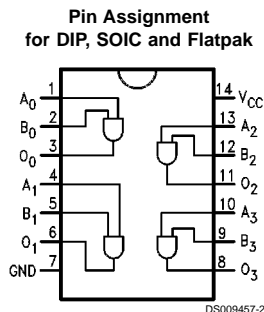 Pin Assignment
for DIP, SOIC and Flatpak
A0 1
B0 2
O0 3
A1 4
B1 5
O1 6
GND 7
14 VCC
13 A2
12 B2
11 O2
10 A3
9 B3
8 O3
DS009457-2